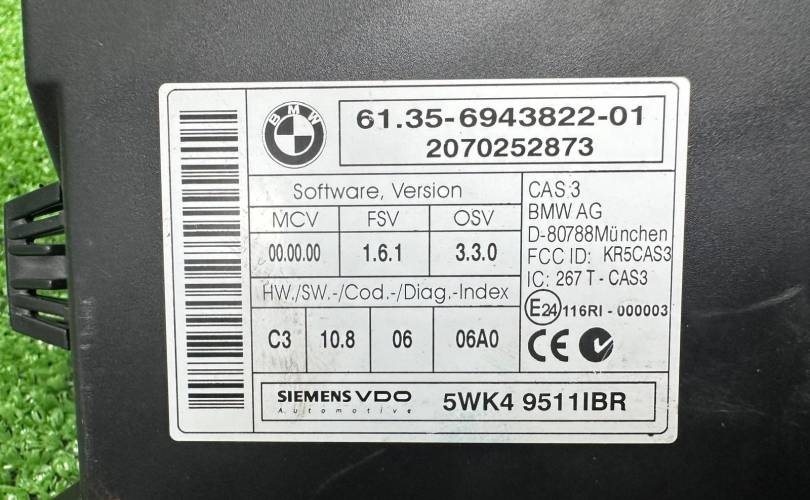 BMW
61.35-6943822-01
2070252873
Software, Version
MCV FSV OSV
00.00.00 1.6.1 3.3.0
HW./SW.-/Cod.-/Diag.-Index
C3 10.8 06 06A0
CAS 3
BMW AG
D-80788München
FCC ID: KR5CAS3
IC: 267 T - CAS3
E24 116RI - 000003
CE
SIEMENS VDO
Automotive
5WK4 9511IBR